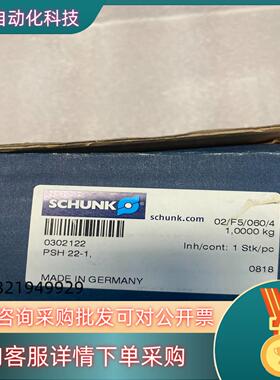 自动化科技
SCHUNK
schunk.com
02/F5/060/4
1,0000 kg
0302122
PSH 22-1,
Inh/cont: 1 Stk/pc
0818
MADE IN GERMANY
821949929
咨询采购批发可对公开票
客服详情下单采购